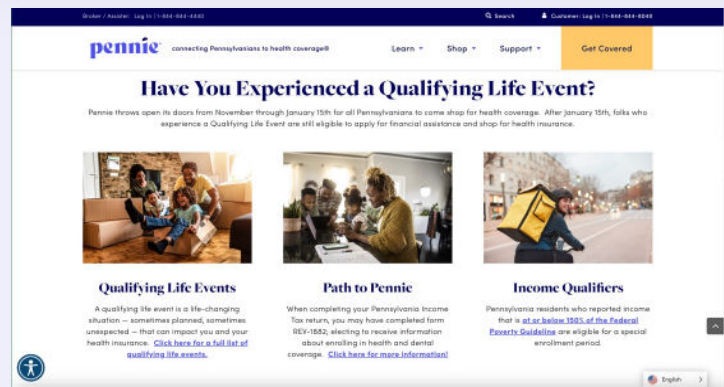 Broker / Assister: Log In | 1-844-844-4440
Search
Customer: Log In | 1-844-844-8040
pennie
connecting Pennsylvanians to health coverage®
Learn
Shop
Support
Get Covered
Have You Experienced a Qualifying Life Event?
Pennie throws open its doors from November through January 15th for all Pennsylvanians to come shop for health coverage. After January 15th, folks who
experience a Qualifying Life Event are still eligible to apply for financial assistance and shop for health insurance.
Qualifying Life Events
A qualifying life event is a life-changing
situation — sometimes planned, sometimes
unexpected — that can impact you and your
health insurance. Click here for a full list of
qualifying life events.
Path to Pennie
When completing your Pennsylvania Income
Tax return, you may have completed form
REV-1882, electing to receive information
about enrolling in health and dental
coverage. Click here for more information!
Income Qualifiers
Pennsylvania residents who reported income
that is at or below 150% of the Federal
Poverty Guideline are eligible for a special
enrollment period.
English